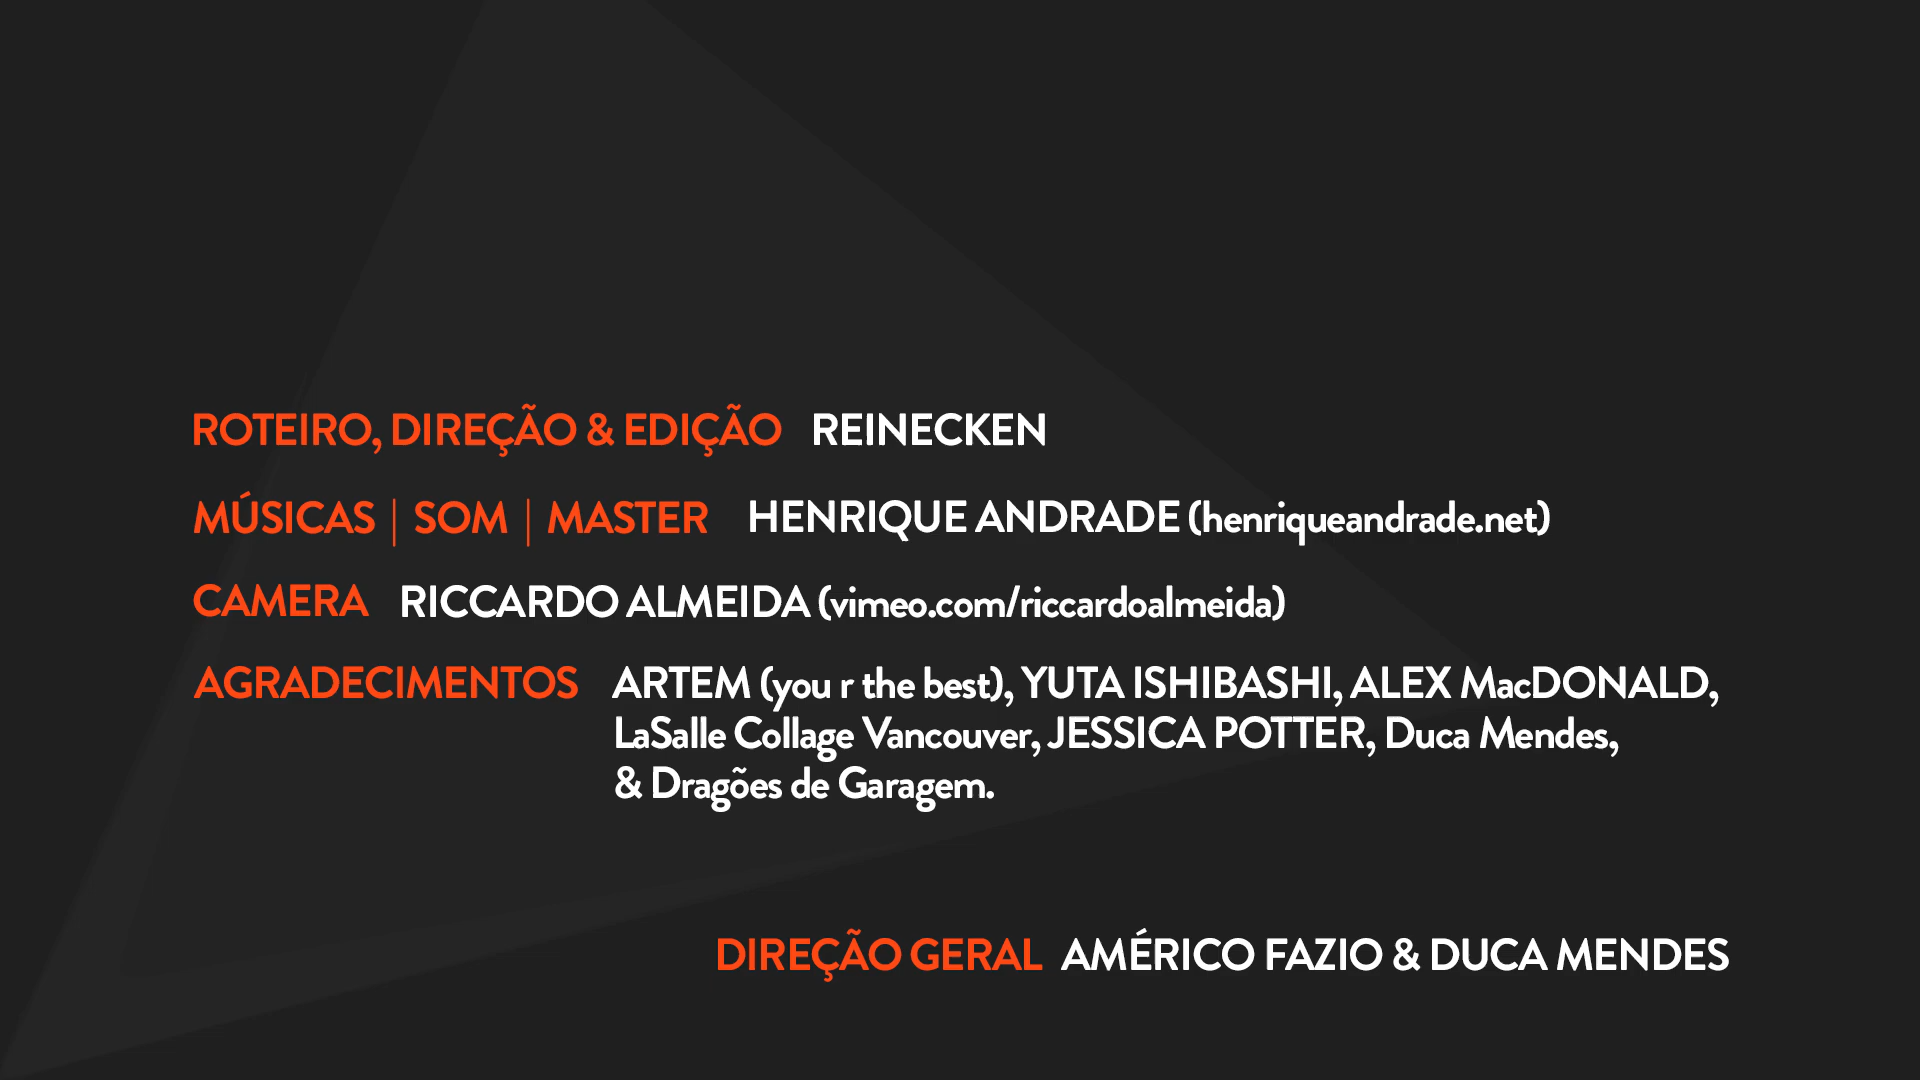 ROTEIRO, DIREÇÃO & EDIÇÃO REINECKEN
MÚSICAS | SOM | MASTER HENRIQUE ANDRADE (henriqueandrade.net)
CAMERA RICCARDO ALMEIDA (vimeo.com/riccardoalmeida)
AGRADECIMENTOS ARTEM (you r the best), YUTA ISHIBASHI, ALEX MacDONALD,
LaSalle Collage Vancouver, JESSICA POTTER, Duca Mendes,
& Dragões de Garagem.
DIREÇÃO GERAL AMÉRICO FAZIO & DUCA MENDES